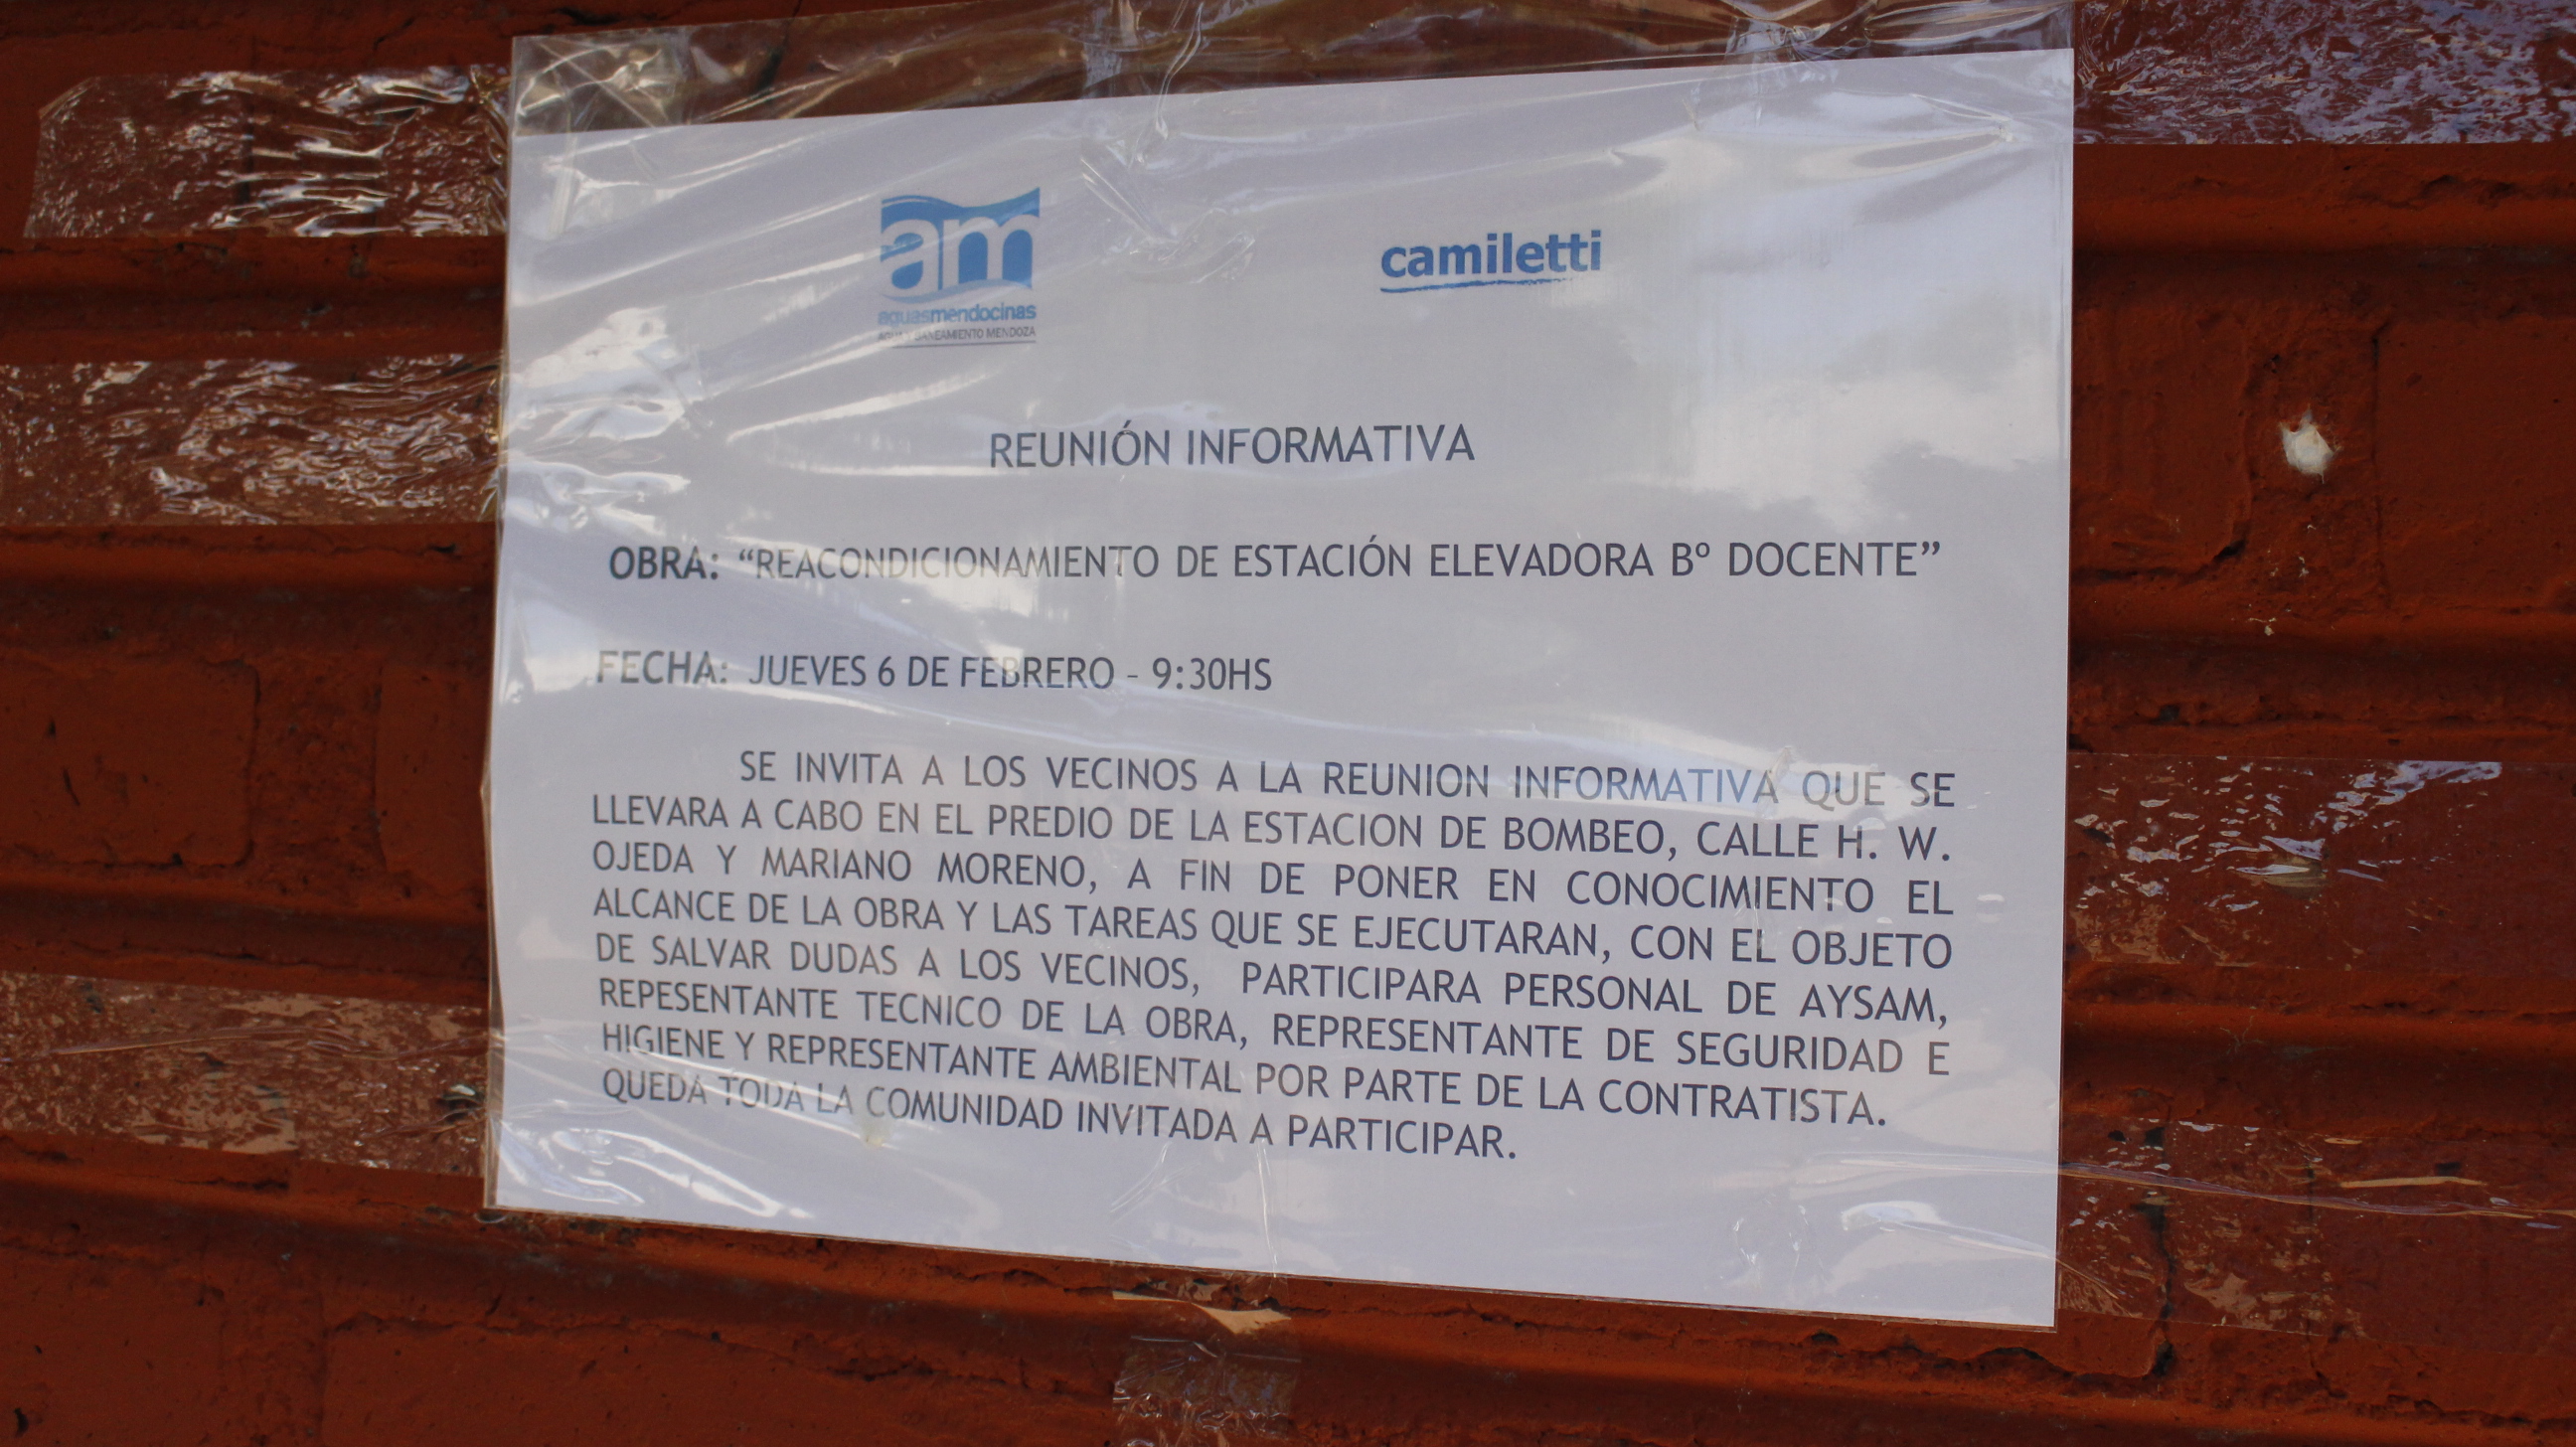 am
aguasmendocinas
AGUA Y SANEAMIENTO MENDOZA
camiletti
REUNIÓN INFORMATIVA
OBRA: “REACONDICIONAMIENTO DE ESTACIÓN ELEVADORA Bº DOCENTE”
FECHA: JUEVES 6 DE FEBRERO - 9:30HS
SE INVITA A LOS VECINOS A LA REUNION INFORMATIVA QUE SE
LLEVARA A CABO EN EL PREDIO DE LA ESTACION DE BOMBEO, CALLE H. W.
OJEDA Y MARIANO MORENO, A FIN DE PONER EN CONOCIMIENTO EL
ALCANCE DE LA OBRA Y LAS TAREAS QUE SE EJECUTARAN, CON EL OBJETO
DE SALVAR DUDAS A LOS VECINOS, PARTICIPARA PERSONAL DE AYSAM,
REPESENTANTE TECNICO DE LA OBRA, REPRESENTANTE DE SEGURIDAD E
HIGIENE Y REPRESENTANTE AMBIENTAL POR PARTE DE LA CONTRATISTA.
QUEDA TODA LA COMUNIDAD INVITADA A PARTICIPAR.